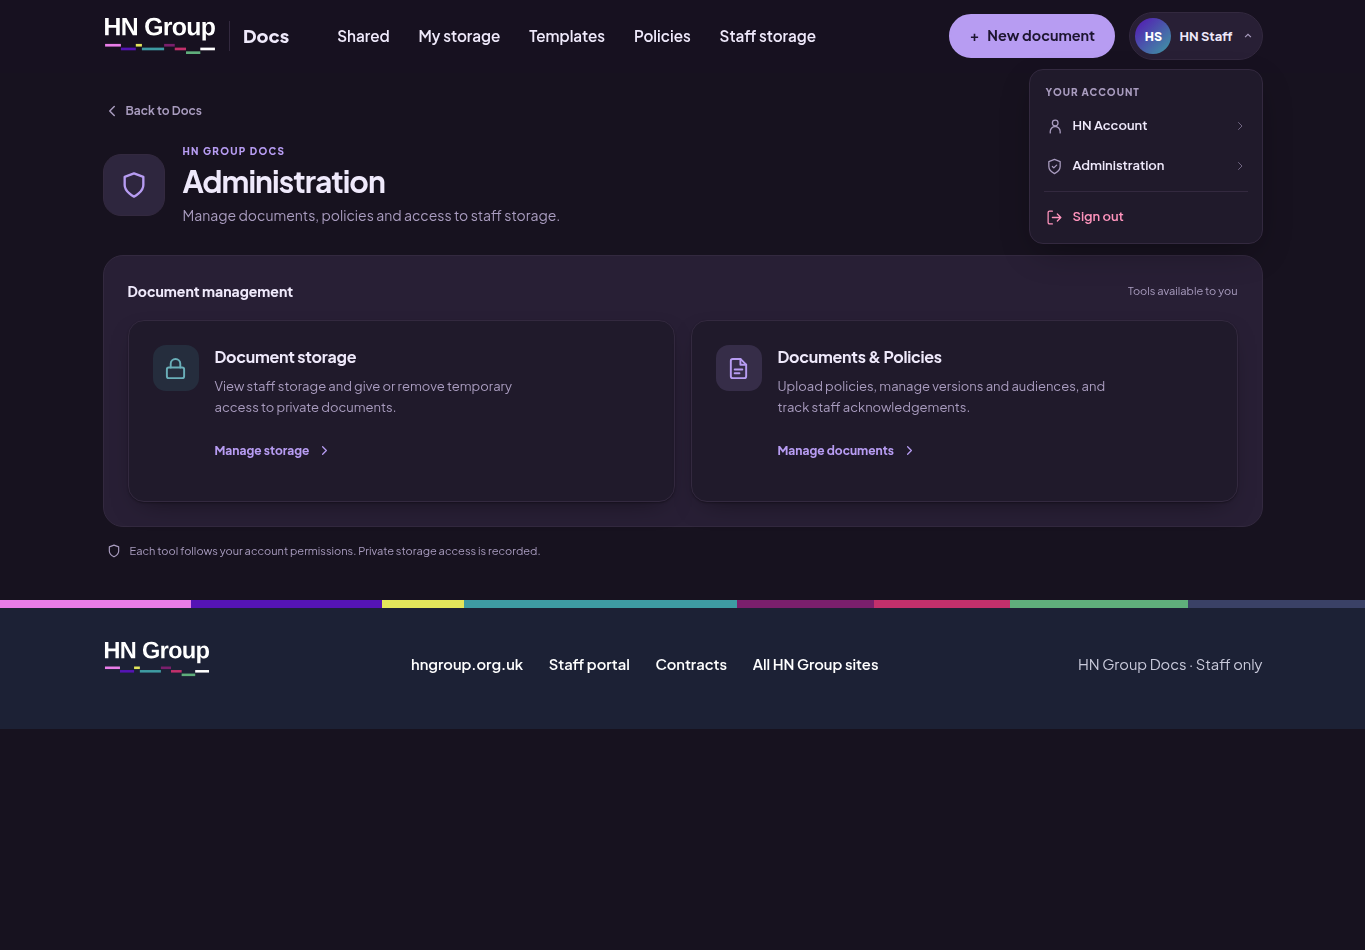 HN Group
Docs
Shared
My storage
Templates
Policies
Staff storage
+ New document
HS
HN Staff
YOUR ACCOUNT
HN Account
Administration
Sign out
Back to Docs
HN GROUP DOCS
Administration
Manage documents, policies and access to staff storage.
Document management
Tools available to you
Document storage
View staff storage and give or remove temporary
access to private documents.
Manage storage
Documents & Policies
Upload policies, manage versions and audiences, and
track staff acknowledgements.
Manage documents
Each tool follows your account permissions. Private storage access is recorded.
HN Group
hngroup.org.uk
Staff portal
Contracts
All HN Group sites
HN Group Docs · Staff only